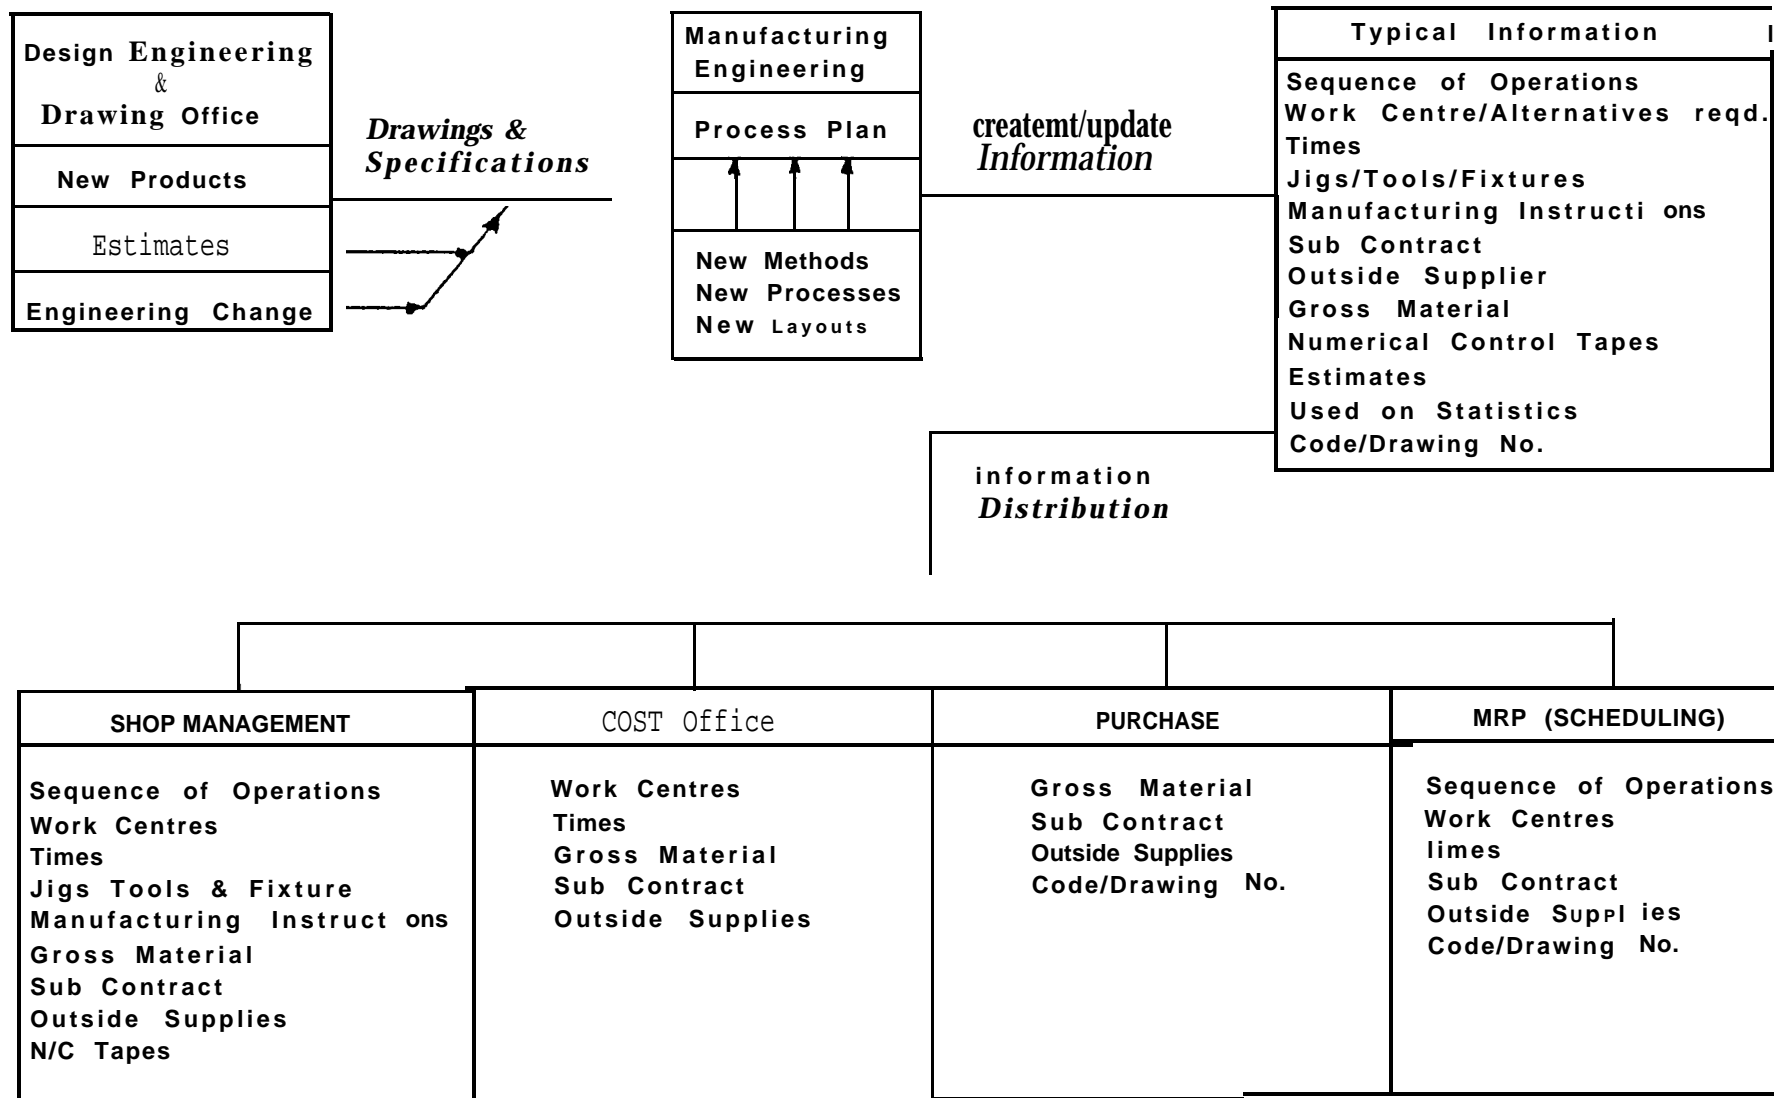 Design Engineering
&
Drawing Office
New Products
Estimates
Engineering Change
Drawings &
Specifications
Manufacturing
Engineering
Process Plan
New Methods
New Processes
New Layouts
createmt/update
Information
Typical Information
Sequence of Operations
Work Centre/Alternatives reqd.
Times
Jigs/Tools/Fixtures
Manufacturing Instructi ons
Sub Contract
Outside Supplier
Gross Material
Numerical Control Tapes
Estimates
Used on Statistics
Code/Drawing No.
information
Distribution
SHOP MANAGEMENT
Sequence of Operations
Work Centres
Times
Jigs Tools & Fixture
Manufacturing Instruct ons
Gross Material
Sub Contract
Outside Supplies
N/C Tapes
COST Office
Work Centres
Times
Gross Material
Sub Contract
Outside Supplies
PURCHASE
Gross Material
Sub Contract
Outside Supplies
Code/Drawing No.
MRP (SCHEDULING)
Sequence of Operations
Work Centres
limes
Sub Contract
Outside SuPPl ies
Code/Drawing No.